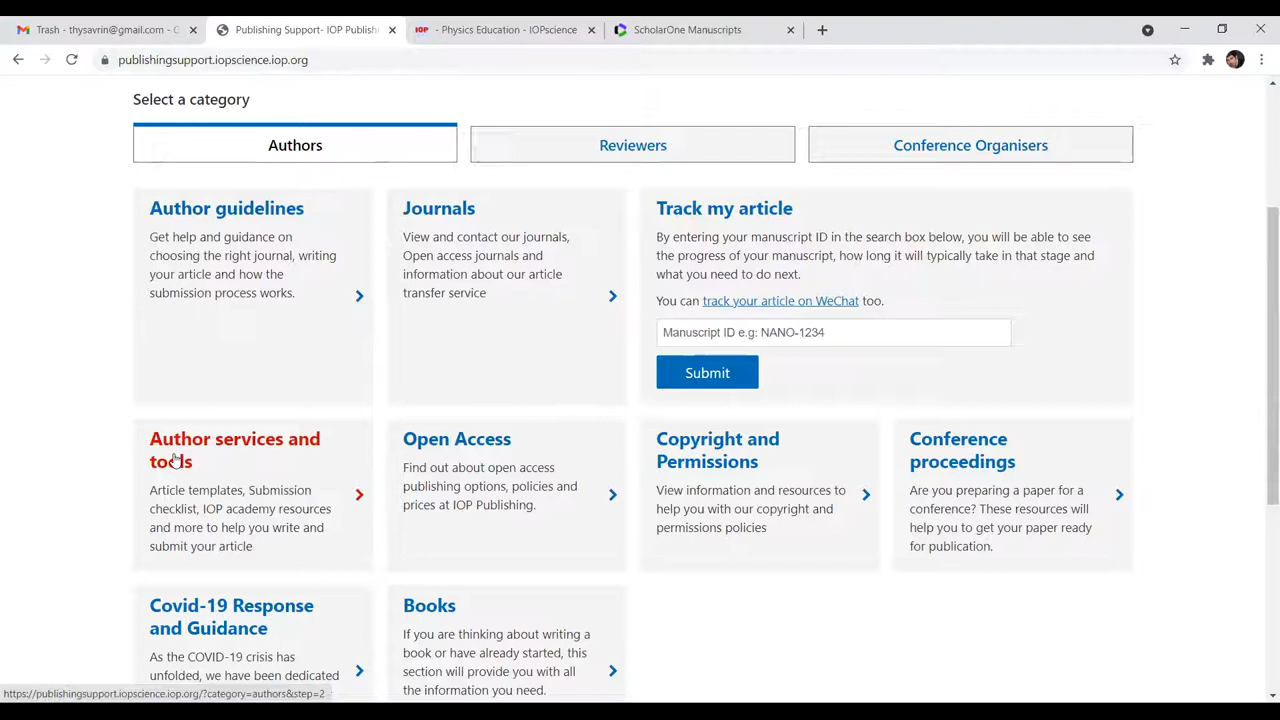 Trash - thysavrin@gmail.com - G
Publishing Support- IOP Publish
IOP - Physics Education - IOPscience
ScholarOne Manuscripts
publishingsupport.iopscience.iop.org
Select a category
Authors
Reviewers
Conference Organisers
Author guidelines
Get help and guidance on
choosing the right journal, writing
your article and how the
submission process works.
Journals
View and contact our journals,
Open access journals and
information about our article
transfer service
Track my article
By entering your manuscript ID in the search box below, you will be able to see
the progress of your manuscript, how long it will typically take in that stage and
what you need to do next.
You can track your article on WeChat too.
Manuscript ID e.g: NANO-1234
Submit
Author services and
tools
Article templates, Submission
checklist, IOP academy resources
and more to help you write and
submit your article
Open Access
Find out about open access
publishing options, policies and
prices at IOP Publishing.
Copyright and
Permissions
View information and resources to
help you with our copyright and
permissions policies
Conference
proceedings
Are you preparing a paper for a
conference? These resources will
help you to get your paper ready
for publication.
Covid-19 Response
and Guidance
As the COVID-19 crisis has
unfolded, we have been dedicated
Books
If you are thinking about writing a
book or have already started, this
section will provide you with all
the information you need.
https://publishingsupport.iopscience.iop.org/?category=authors&step=2